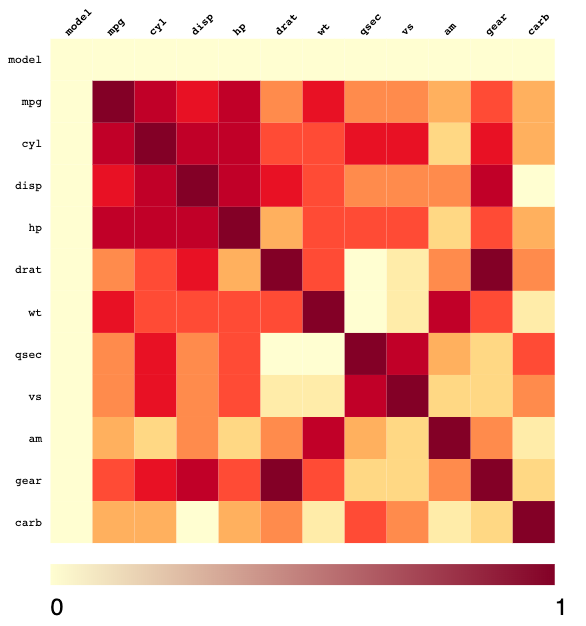 model mpg cyl disp hp drat wt qsec vs am gear carb
model
mpg
cyl
disp
hp
drat
wt
qsec
vs
am
gear
carb
0 1